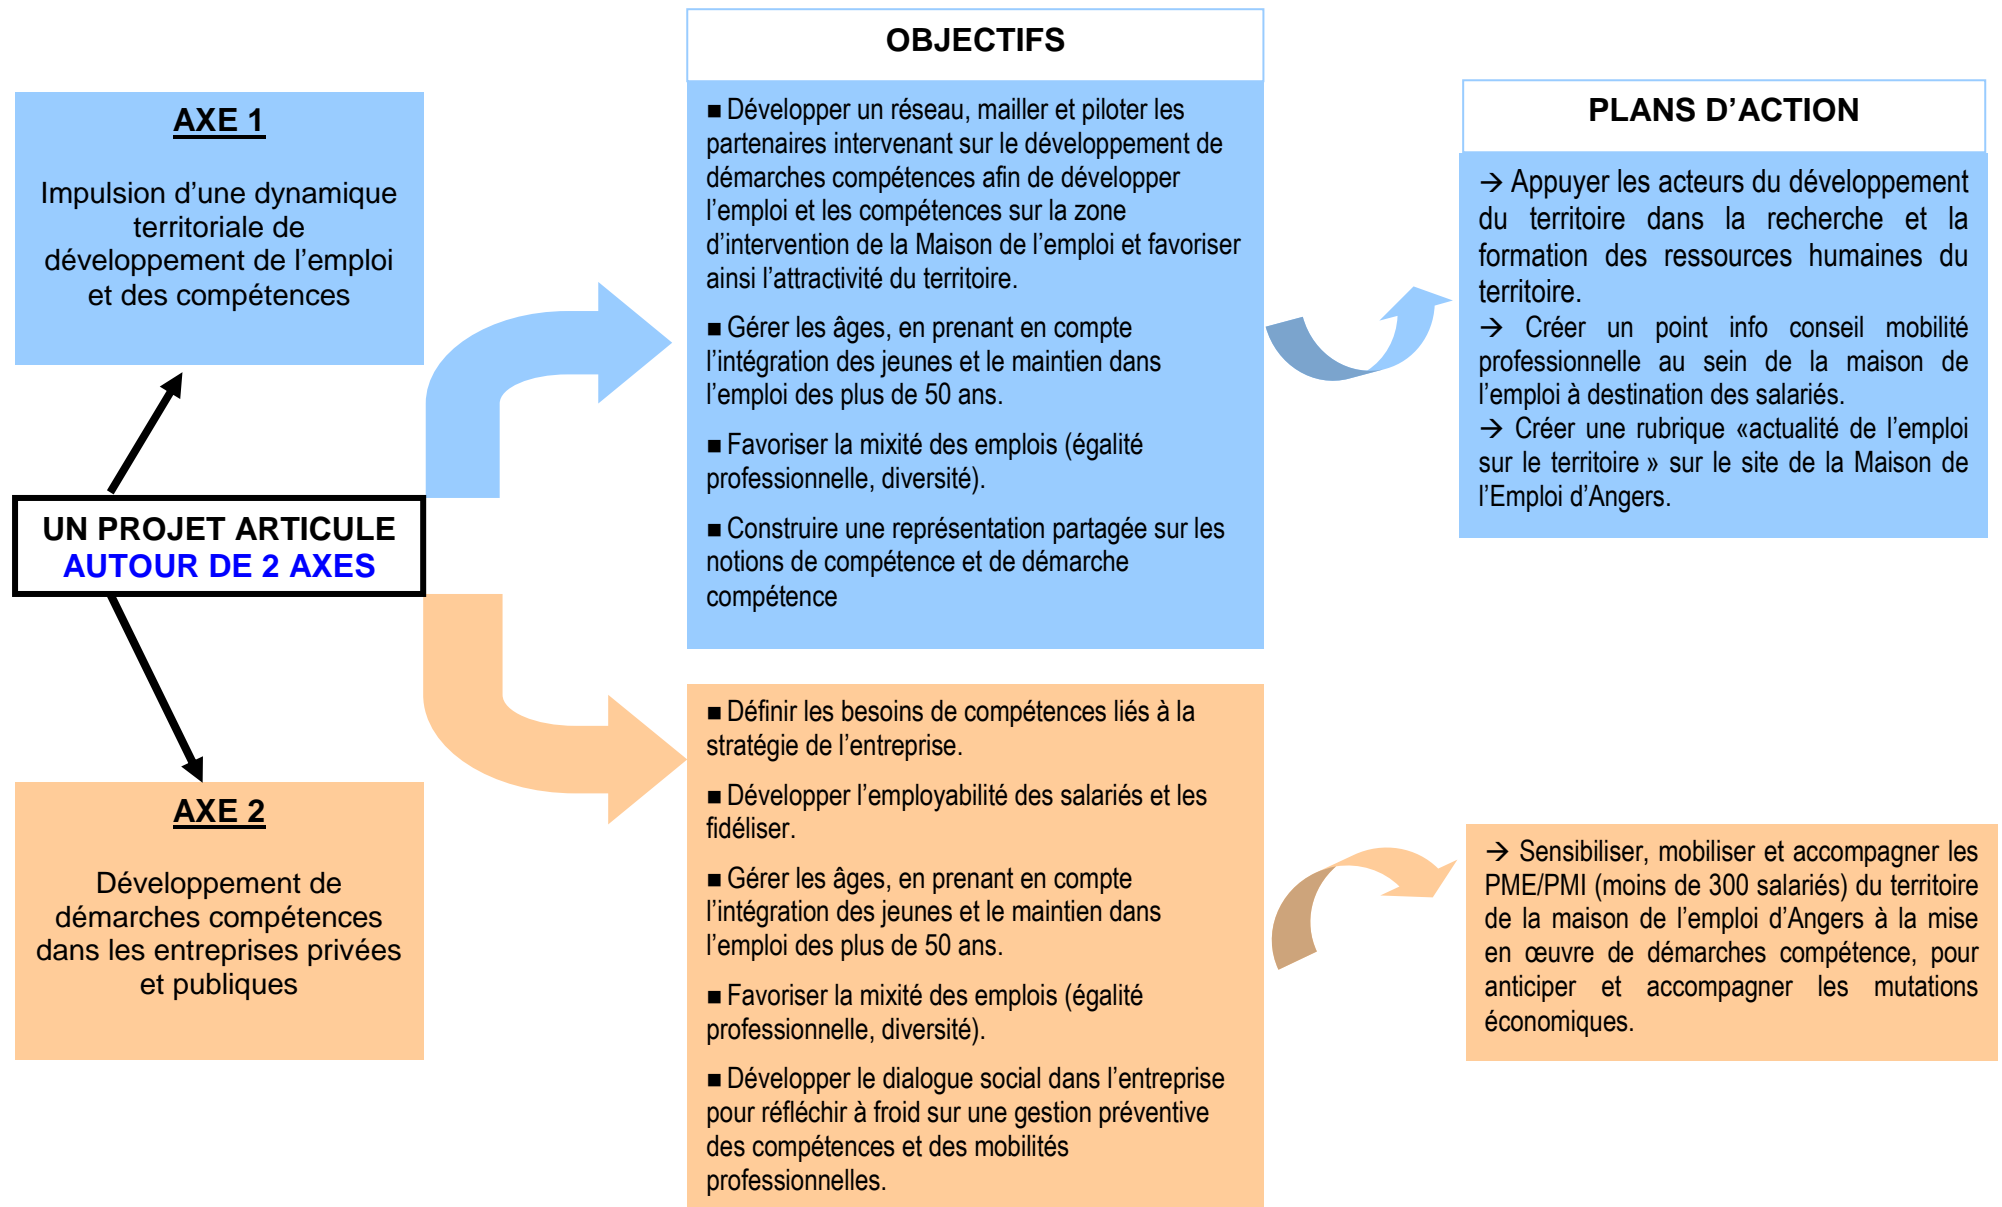 AXE 1
Impulsion d’une dynamique
territoriale de
développement de l’emploi
et des compétences
UN PROJET ARTICULE
AUTOUR DE 2 AXES
AXE 2
Développement de
démarches compétences
dans les entreprises privées
et publiques
OBJECTIFS
■ Développer un réseau, mailler et piloter les
partenaires intervenant sur le développement de
démarches compétences afin de développer
l’emploi et les compétences sur la zone
d’intervention de la Maison de l’emploi et favoriser
ainsi l’attractivité du territoire.
■ Gérer les âges, en prenant en compte
l’intégration des jeunes et le maintien dans
l’emploi des plus de 50 ans.
■ Favoriser la mixité des emplois (égalité
professionnelle, diversité).
■ Construire une représentation partagée sur les
notions de compétence et de démarche
compétence
■ Définir les besoins de compétences liés à la
stratégie de l’entreprise.
■ Développer l’employabilité des salariés et les
fidéliser.
■ Gérer les âges, en prenant en compte
l’intégration des jeunes et le maintien dans
l’emploi des plus de 50 ans.
■ Favoriser la mixité des emplois (égalité
professionnelle, diversité).
■ Développer le dialogue social dans l’entreprise
pour réfléchir à froid sur une gestion préventive
des compétences et des mobilités
professionnelles.
PLANS D’ACTION
→ Appuyer les acteurs du développement
du territoire dans la recherche et la
formation des ressources humaines du
territoire.
→ Créer un point info conseil mobilité
professionnelle au sein de la maison de
l’emploi à destination des salariés.
→ Créer une rubrique «actualité de l’emploi
sur le territoire » sur le site de la Maison de
l’Emploi d’Angers.
→ Sensibiliser, mobiliser et accompagner les
PME/PMI (moins de 300 salariés) du territoire
de la maison de l’emploi d’Angers à la mise
en œuvre de démarches compétence, pour
anticiper et accompagner les mutations
économiques.